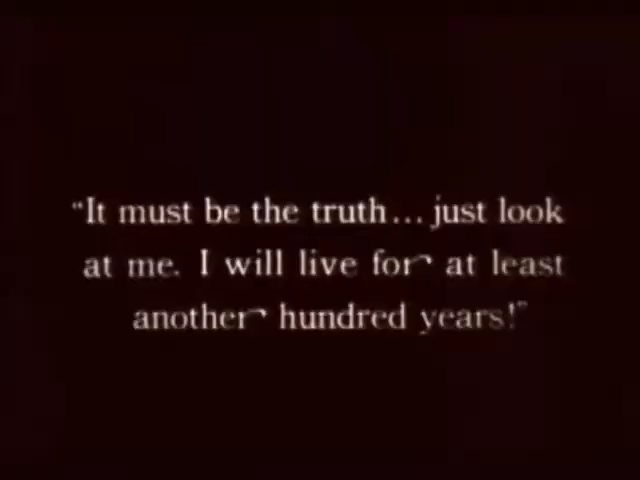 "It must be the truth... just look
at me. I will live for at least
another hundred years!"